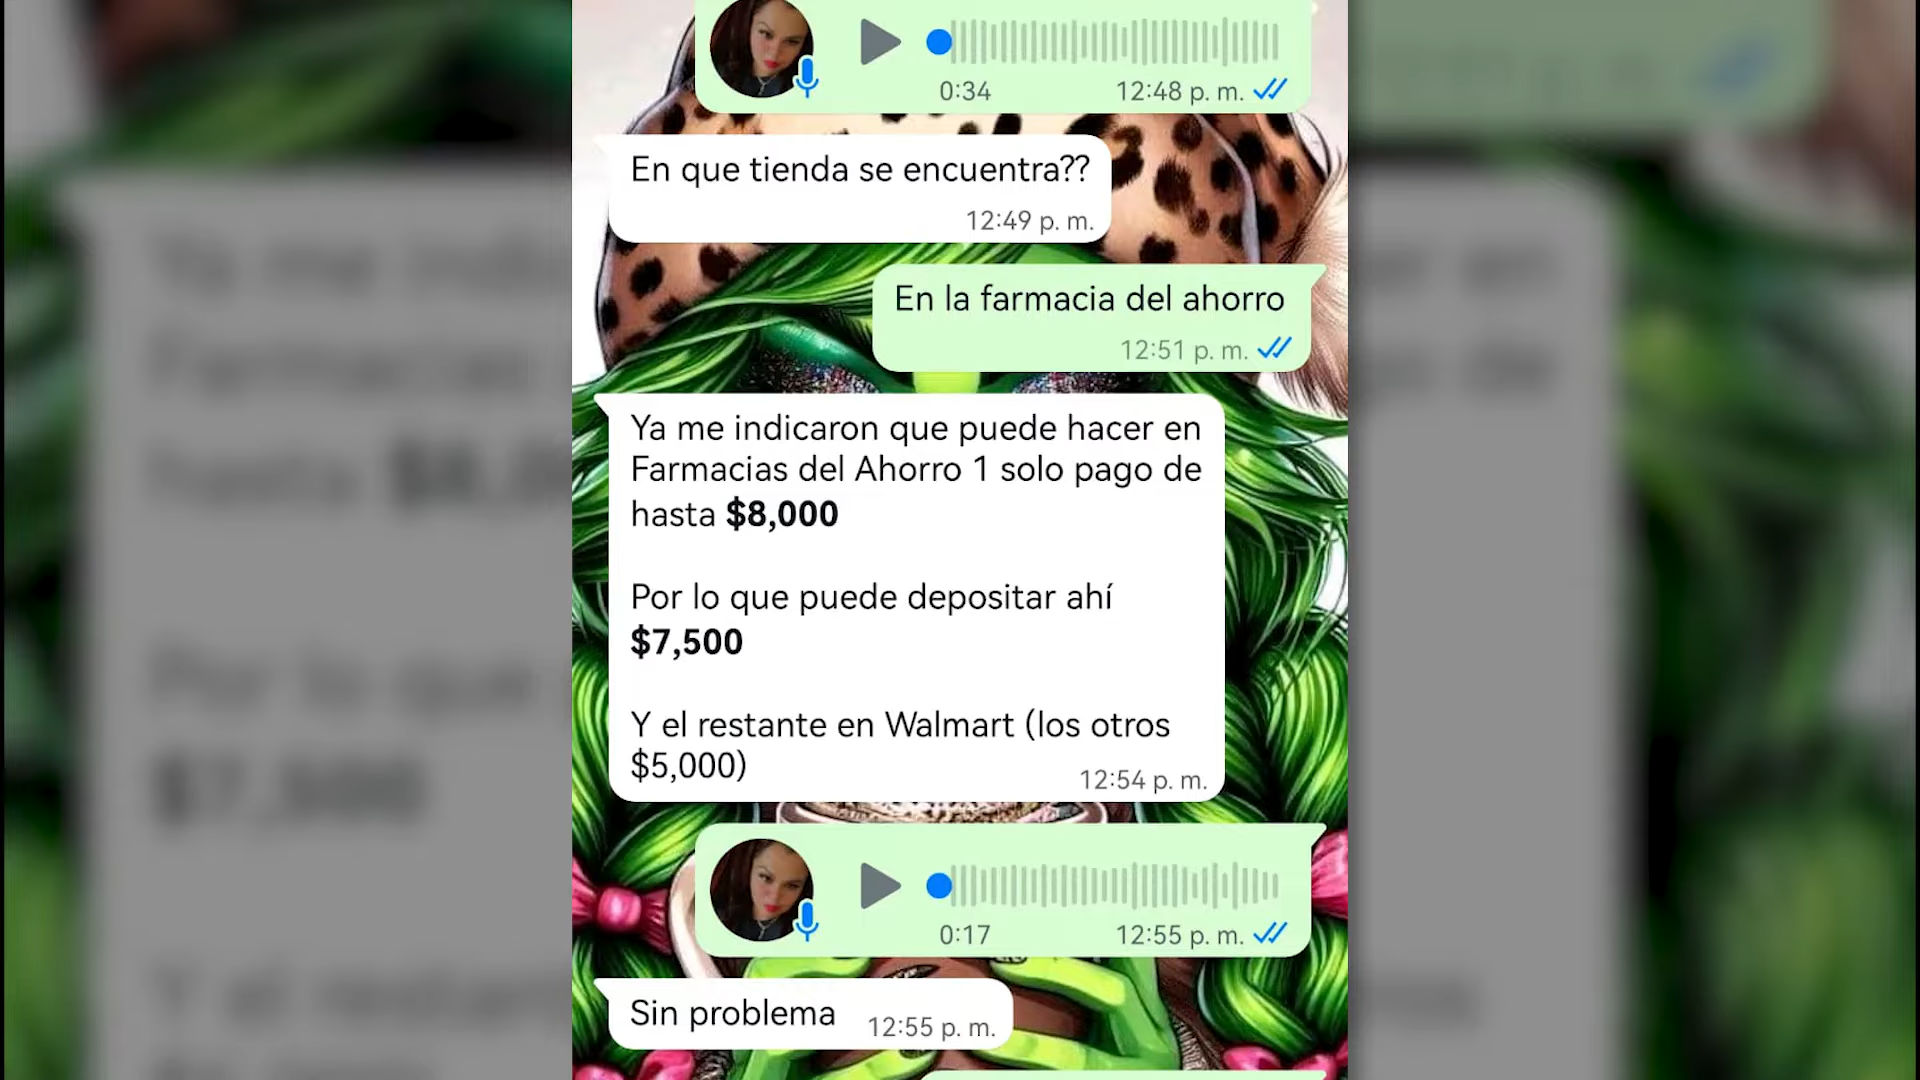 0:34 12:48 p. m.
En que tienda se encuentra??
12:49 p. m.
En la farmacia del ahorro
12:51 p. m.
Ya me indicaron que puede hacer en
Farmacias del Ahorro 1 solo pago de
hasta $8,000
Por lo que puede depositar ahí
$7,500
Y el restante en Walmart (los otros
$5,000)
12:54 p. m.
0:17 12:55 p. m.
Sin problema 12:55 p. m.